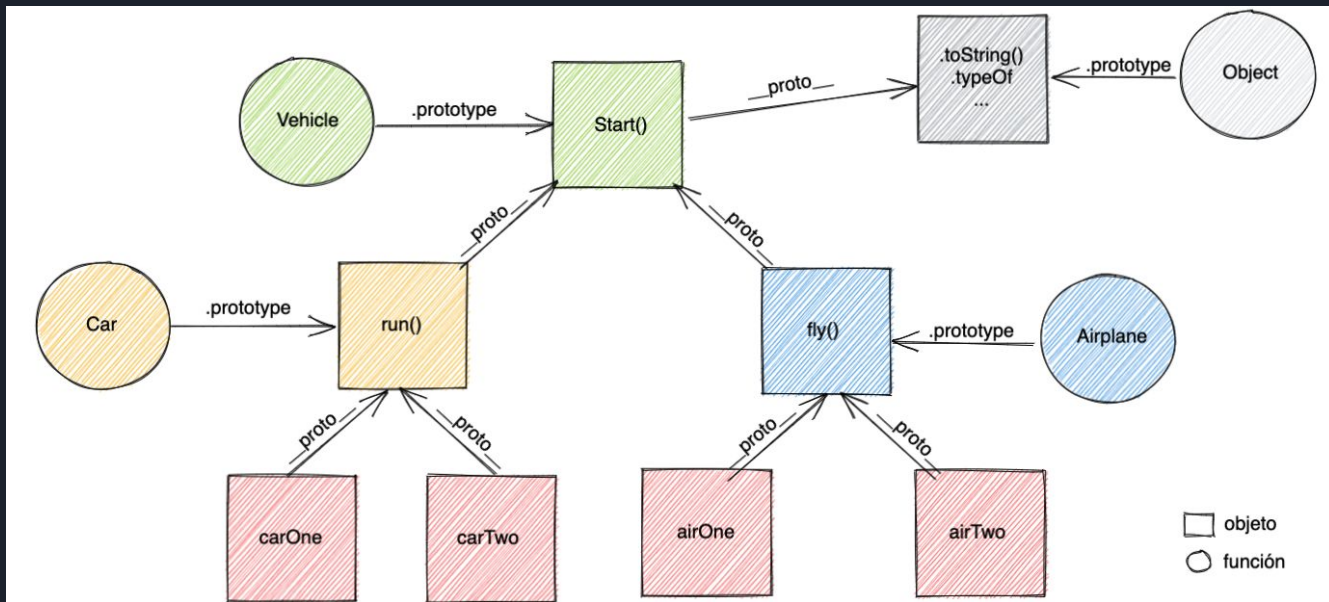 .toString()
.typeOf
...
Object
.prototype
__proto__
Vehicle
.prototype
Start()
__proto__
__proto__
Car
.prototype
run()
fly()
.prototype
Airplane
__proto__
__proto__
__proto__
__proto__
carOne
carTwo
airOne
airTwo
objeto
función